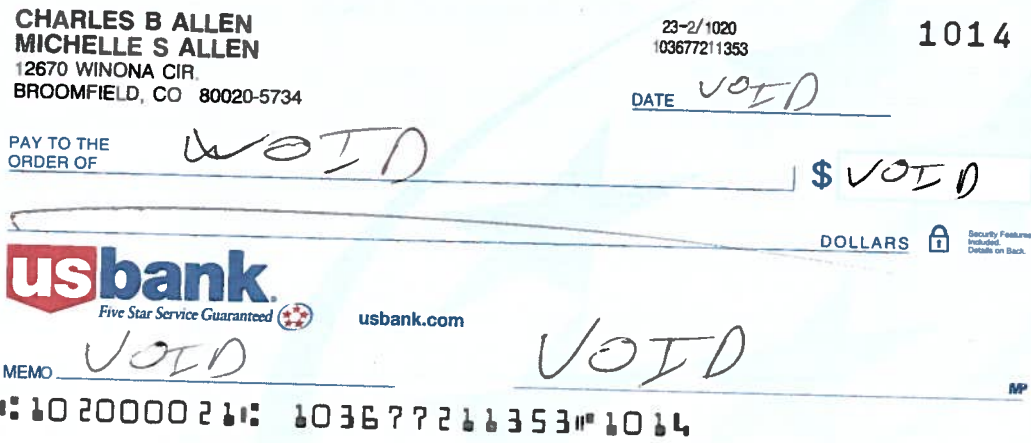 CHARLES B ALLEN
MICHELLE S ALLEN
12670 WINONA CIR.
BROOMFIELD, CO 80020-5734
23-2/1020
103677211353
1014
DATE VOID
PAY TO THE
ORDER OF VOID
$ VOID
DOLLARS
Security Features
Included.
Details on Back.
usbank.
Five Star Service Guaranteed
usbank.com
MEMO VOID
VOID
MP
⑆102000021⑆ 103677211353⑈1014